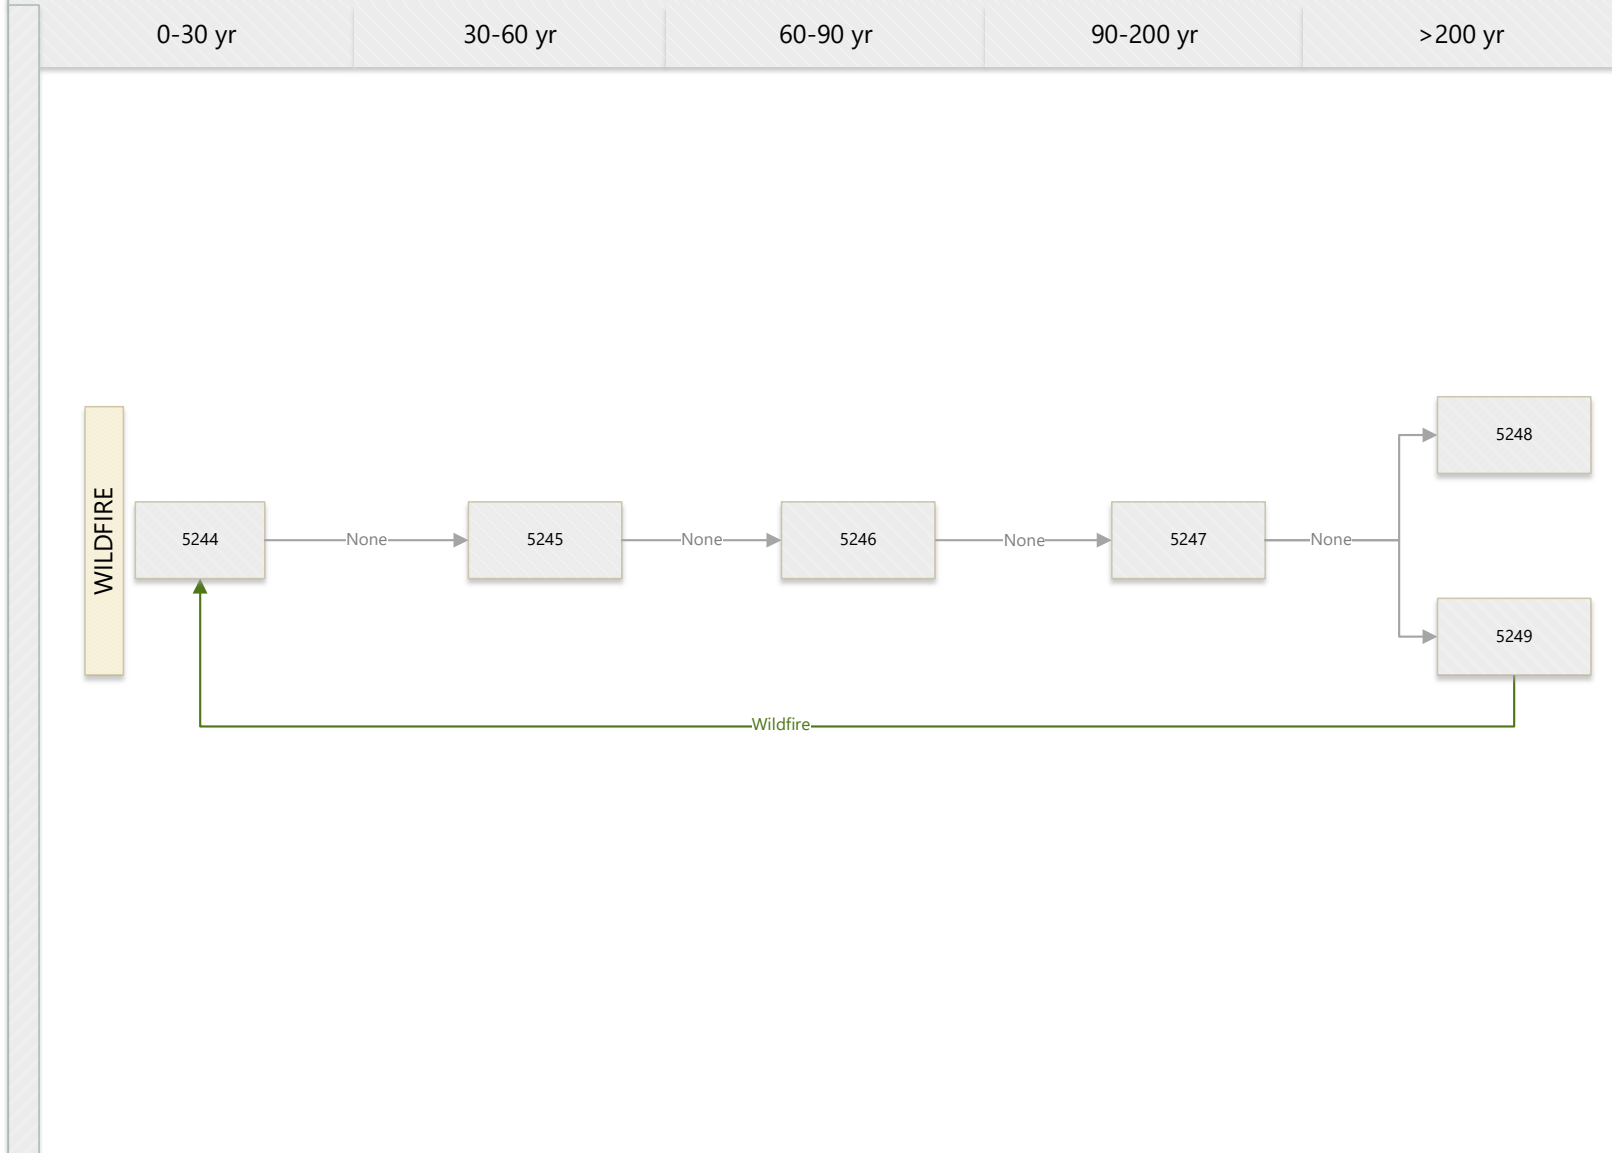 0-30 yr
30-60 yr
60-90 yr
90-200 yr
>200 yr
WILDFIRE
5248
5244
None
5245
None
5246
None
5247
None
5249
Wildfire